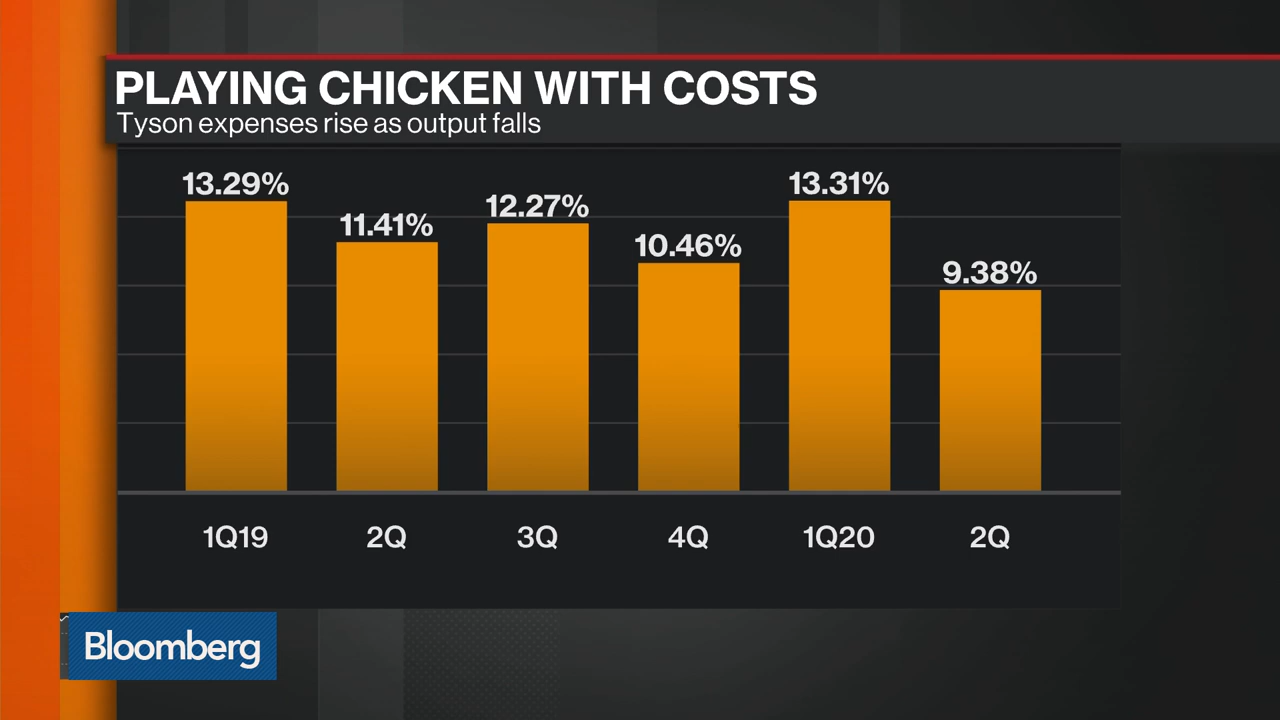 PLAYING CHICKEN WITH COSTS
Tyson expenses rise as output falls
13.29%
11.41%
12.27%
10.46%
13.31%
9.38%
1Q19 2Q 3Q 4Q 1Q20 2Q
Bloomberg